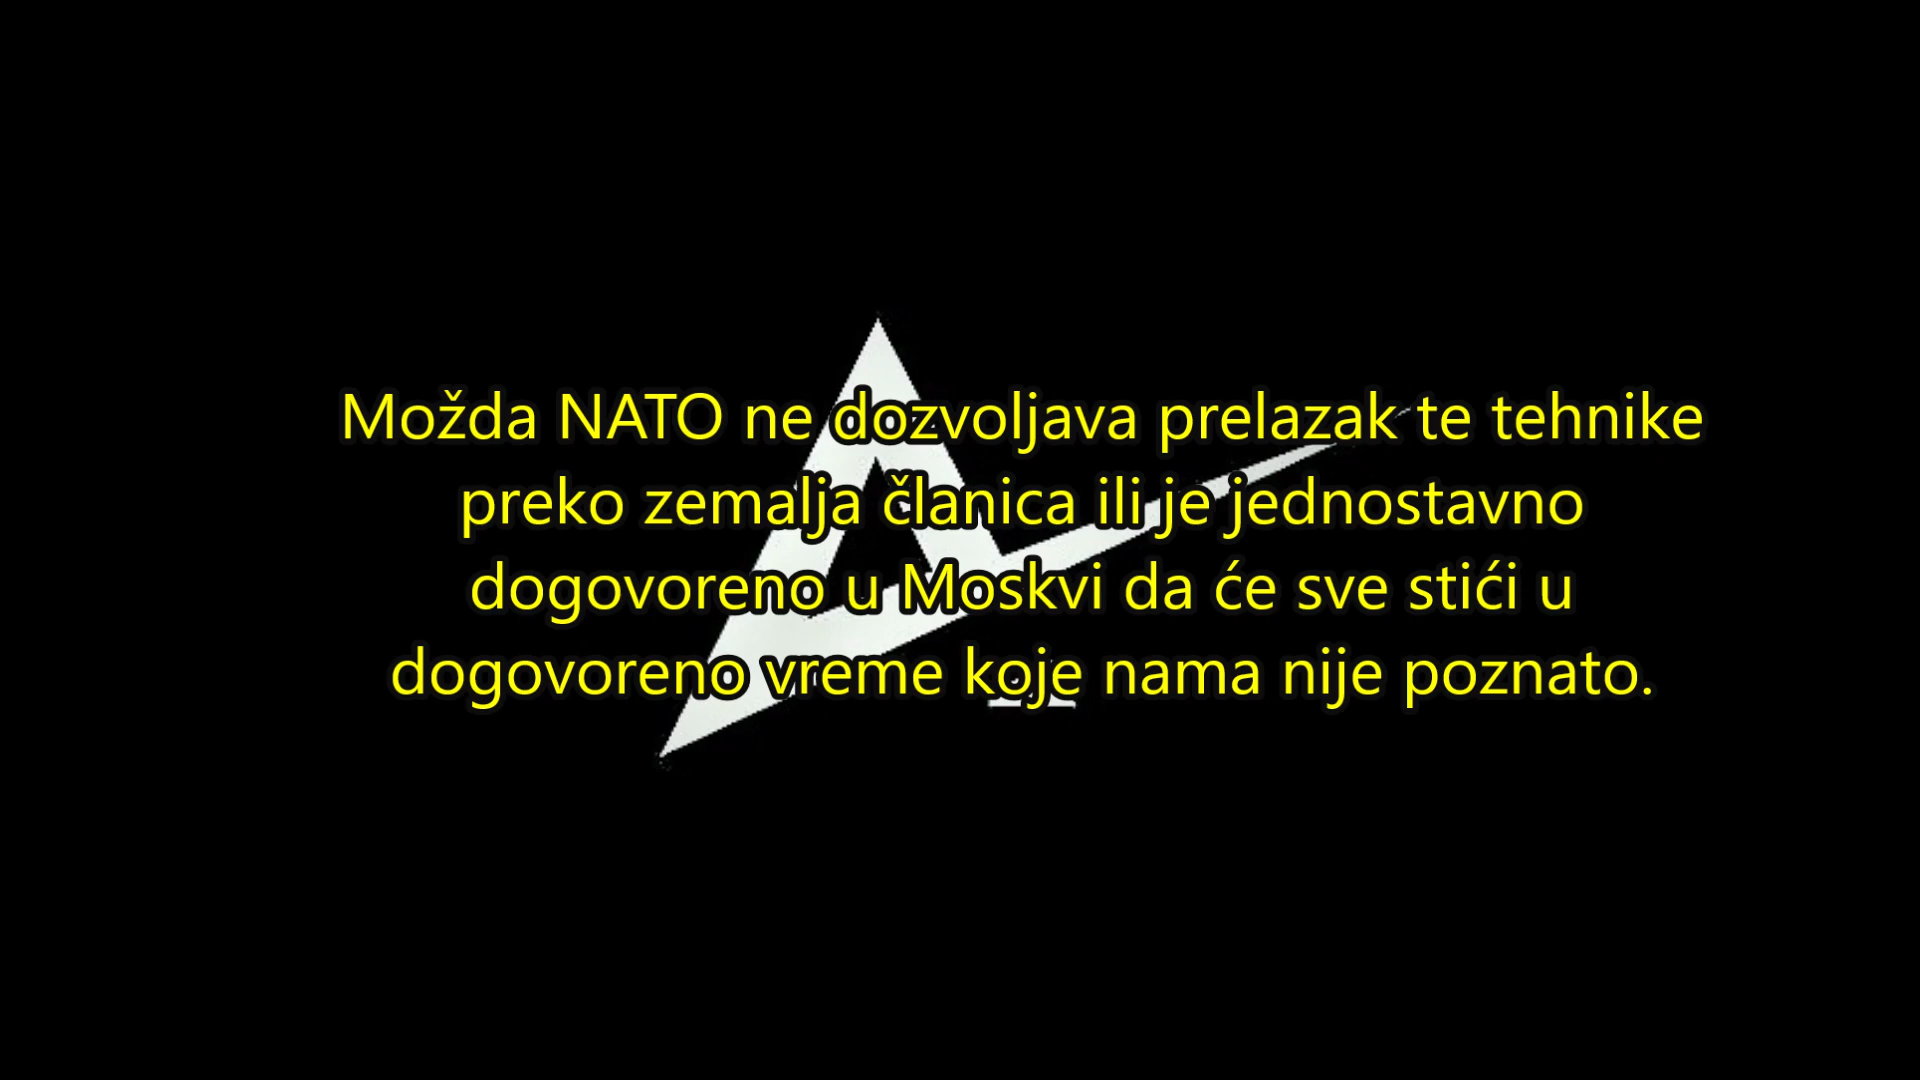 Možda NATO ne dozvoljava prelazak te tehnike
preko zemalja članica ili je jednostavno
dogovoreno u Moskvi da će sve stići u
dogovoreno vreme koje nama nije poznato.